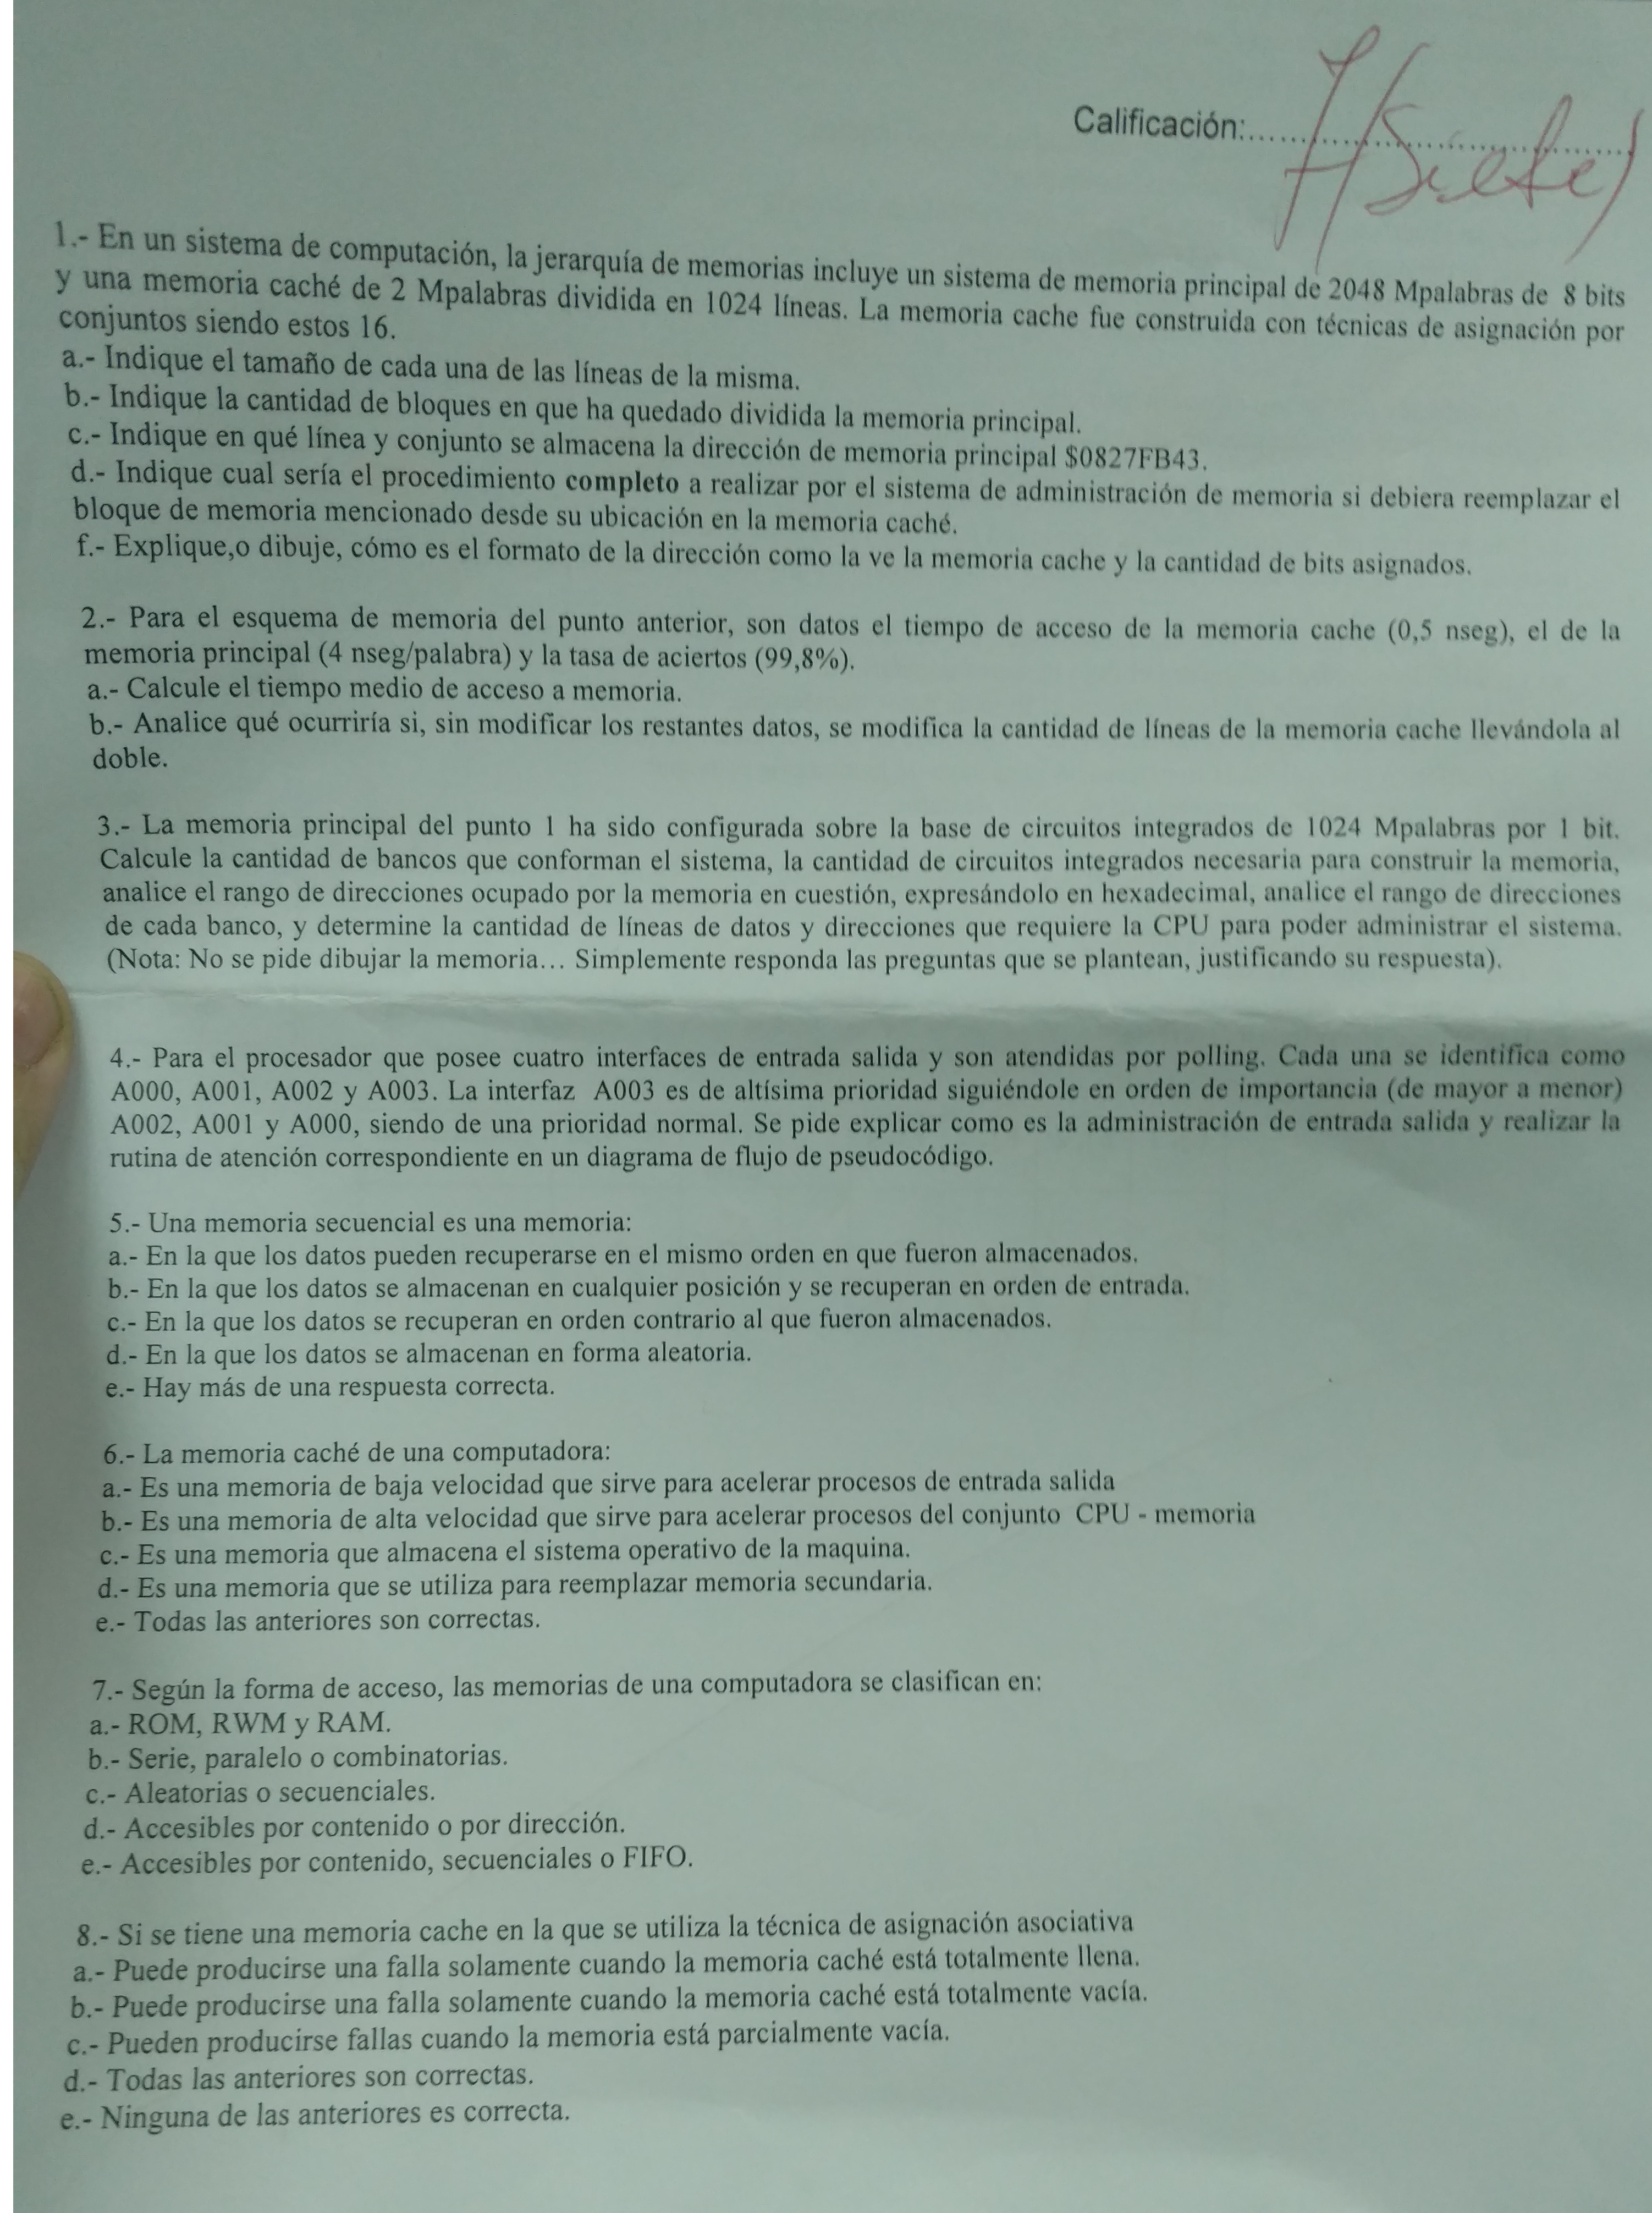 Calificación:........ 7/Siete/
1.- En un sistema de computación, la jerarquía de memorias incluye un sistema de memoria principal de 2048 Mpalabras de 8 bits
y una memoria caché de 2 Mpalabras dividida en 1024 líneas. La memoria cache fue construida con técnicas de asignación por
conjuntos siendo estos 16.
a.- Indique el tamaño de cada una de las líneas de la misma.
b.- Indique la cantidad de bloques en que ha quedado dividida la memoria principal.
c.- Indique en qué línea y conjunto se almacena la dirección de memoria principal $0827FB43.
d.- Indique cual sería el procedimiento completo a realizar por el sistema de administración de memoria si debiera reemplazar el
bloque de memoria mencionado desde su ubicación en la memoria caché.
f.- Explique,o dibuje, cómo es el formato de la dirección como la ve la memoria cache y la cantidad de bits asignados.
2.- Para el esquema de memoria del punto anterior, son datos el tiempo de acceso de la memoria cache (0,5 nseg), el de la
memoria principal (4 nseg/palabra) y la tasa de aciertos (99,8%).
a.- Calcule el tiempo medio de acceso a memoria.
b.- Analice qué ocurriría si, sin modificar los restantes datos, se modifica la cantidad de líneas de la memoria cache llevándola al
doble.
3.- La memoria principal del punto 1 ha sido configurada sobre la base de circuitos integrados de 1024 Mpalabras por 1 bit.
Calcule la cantidad de bancos que conforman el sistema, la cantidad de circuitos integrados necesaria para construir la memoria,
analice el rango de direcciones ocupado por la memoria en cuestión, expresándolo en hexadecimal, analice el rango de direcciones
de cada banco, y determine la cantidad de líneas de datos y direcciones que requiere la CPU para poder administrar el sistema.
(Nota: No se pide dibujar la memoria... Simplemente responda las preguntas que se plantean, justificando su respuesta).
4.- Para el procesador que posee cuatro interfaces de entrada salida y son atendidas por polling. Cada una se identifica como
A000, A001, A002 y A003. La interfaz A003 es de altísima prioridad siguiéndole en orden de importancia (de mayor a menor)
A002, A001 y A000, siendo de una prioridad normal. Se pide explicar como es la administración de entrada salida y realizar la
rutina de atención correspondiente en un diagrama de flujo de pseudocódigo.
5.- Una memoria secuencial es una memoria:
a.- En la que los datos pueden recuperarse en el mismo orden en que fueron almacenados.
b.- En la que los datos se almacenan en cualquier posición y se recuperan en orden de entrada.
c.- En la que los datos se recuperan en orden contrario al que fueron almacenados.
d.- En la que los datos se almacenan en forma aleatoria.
e.- Hay más de una respuesta correcta.
6.- La memoria caché de una computadora:
a.- Es una memoria de baja velocidad que sirve para acelerar procesos de entrada salida
b.- Es una memoria de alta velocidad que sirve para acelerar procesos del conjunto CPU - memoria
c.- Es una memoria que almacena el sistema operativo de la maquina.
d.- Es una memoria que se utiliza para reemplazar memoria secundaria.
e.- Todas las anteriores son correctas.
7.- Según la forma de acceso, las memorias de una computadora se clasifican en:
a.- ROM, RWM y RAM.
b.- Serie, paralelo o combinatorias.
c.- Aleatorias o secuenciales.
d.- Accesibles por contenido o por dirección.
e.- Accesibles por contenido, secuenciales o FIFO.
8.- Si se tiene una memoria cache en la que se utiliza la técnica de asignación asociativa
a.- Puede producirse una falla solamente cuando la memoria caché está totalmente llena.
b.- Puede producirse una falla solamente cuando la memoria caché está totalmente vacía.
c.- Pueden producirse fallas cuando la memoria está parcialmente vacía.
d.- Todas las anteriores son correctas.
e.- Ninguna de las anteriores es correcta.